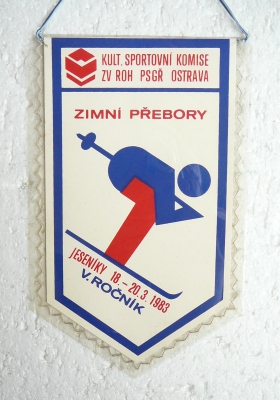 KULT. SPORTOVNÍ KOMISE
ZV ROH PSGŘ OSTRAVA
ZIMNÍ PŘEBORY
JESENÍKY 18 - 20.3.1983
V. ROČNÍK